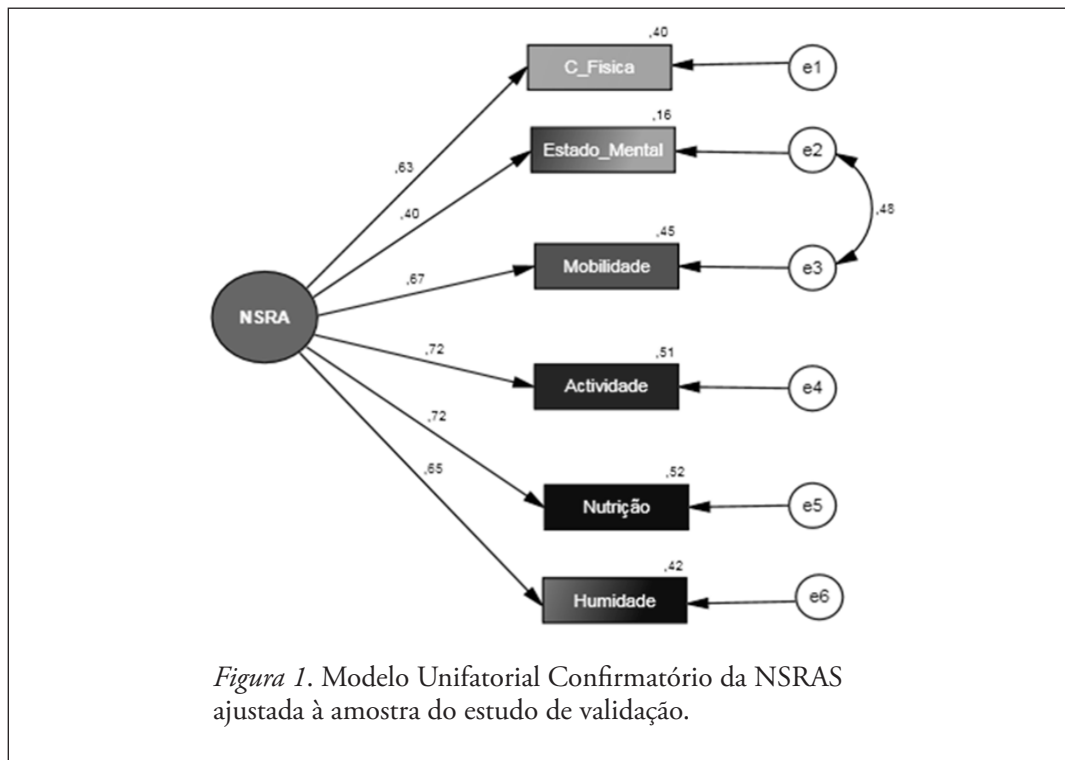 ,40
C_Fisica
e1
,16
Estado_Mental
e2
,63
,40
,48
,45
Mobilidade
e3
,67
NSRA
,72
,51
Actividade
e4
,72
,65
,52
Nutrição
e5
,42
Humidade
e6
Figura 1. Modelo Unifatorial Confirmatório da NSRAS
ajustada à amostra do estudo de validação.